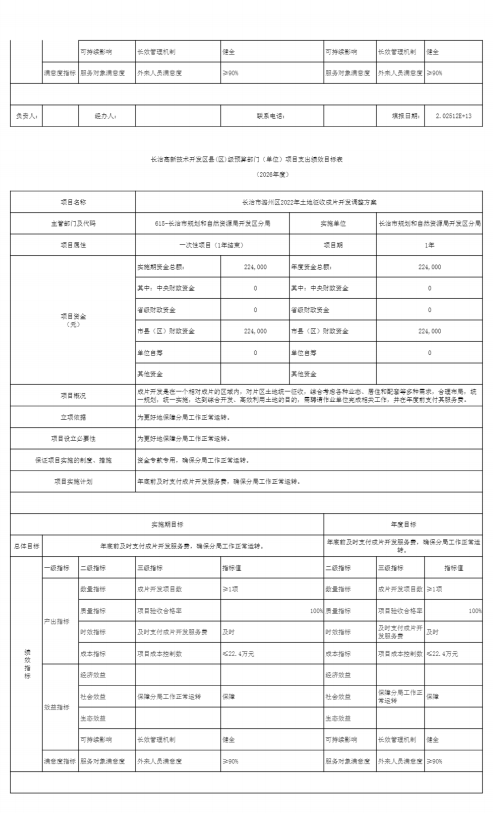 可持续影响 长效管理机制 健全 可持续影响 长效管理机制 健全
满意度指标 服务对象满意度 外来人员满意度 ≥90% 服务对象满意度 外来人员满意度 ≥90%
负责人: 经办人: 联系电话: 填报日期: 2.02512E+13
长治高新技术开发区县(区)级预算部门(单位)项目支出绩效目标表
(2026年度)
项目名称 长治市潞州区2022年土地征收成片开发调整方案
主管部门及代码 615-长治市规划和自然资源局开发区分局 实施单位 长治市规划和自然资源局开发区分局
项目属性 一次性项目(1年结束) 项目期 1年
项目资金
(元)
实施期资金总额: 224,000 年度资金总额: 224,000
其中:中央财政资金 0 其中:中央财政资金 0
省级财政资金 0 省级财政资金 0
市县(区)财政资金 224,000 市县(区)财政资金 224,000
单位自筹 0 单位自筹 0
其他资金 其他资金
项目概况 成片开发是在一个相对成片的区域内,对片区土地统一征收,综合考虑各种业态、居住和配套等多种需求,合理布局,统
一规划,统一实施,达到综合开发、高效利用土地的目的,需聘请作业单位完成相关工作,并在年度前支付其服务费。
立项依据 为更好地保障分局工作正常运转。
项目设立必要性 为更好地保障分局工作正常运转。
保证项目实施的制度、措施 资金专款专用,确保分局工作正常运转。
项目实施计划 年底前及时支付成片开发服务费,确保分局工作正常运转。
实施期目标 年度目标
总体目标 年底前及时支付成片开发服务费,确保分局工作正常运转。 年底前及时支付成片开发服务费,确保分局工作正常运
转。
绩
效
指
标
一级指标 二级指标 三级指标 指标值 二级指标 三级指标 指标值
产出指标
数量指标 成片开发项目数 ≥1项 数量指标 成片开发项目数 ≥1项
质量指标 项目验收合格率 100% 质量指标 项目验收合格率 100%
时效指标 及时支付成片开发服务费 及时 时效指标 及时支付成片开
发服务费 及时
成本指标 项目成本控制数 ≤22.4万元 成本指标 项目成本控制数 ≤22.4万元
效益指标
经济效益 经济效益
社会效益 保障分局工作正常运转 保障 社会效益 保障分局工作正
常运转 保障
生态效益 生态效益
可持续影响 长效管理机制 健全 可持续影响 长效管理机制 健全
满意度指标 服务对象满意度 外来人员满意度 ≥90% 服务对象满意度 外来人员满意度 ≥90%